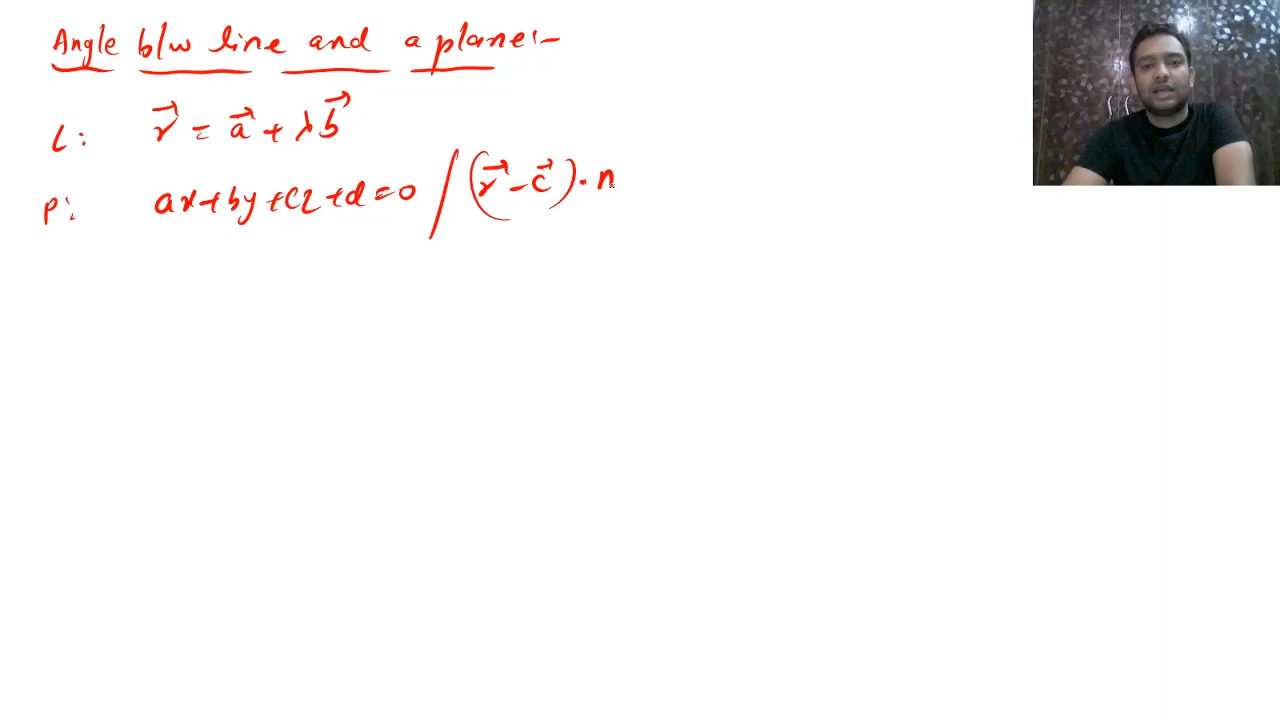 Angle b/w line and a plane:-
L: r⃗ = a⃗ + λb⃗
P: ax+by+cz+d=0 / (r⃗ - c⃗)·n